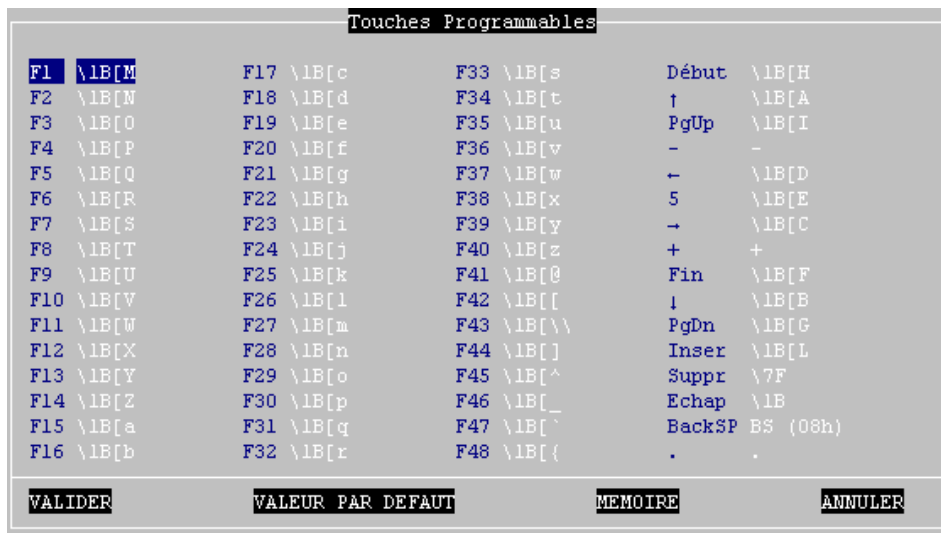 Touches Programmables
F1 \1B[M F17 \1B[c F33 \1B[s Début \1B[H
F2 \1B[N F18 \1B[d F34 \1B[t ↑ \1B[A
F3 \1B[O F19 \1B[e F35 \1B[u PgUp \1B[I
F4 \1B[P F20 \1B[f F36 \1B[v - -
F5 \1B[Q F21 \1B[g F37 \1B[w ← \1B[D
F6 \1B[R F22 \1B[h F38 \1B[x 5 \1B[E
F7 \1B[S F23 \1B[i F39 \1B[y → \1B[C
F8 \1B[T F24 \1B[j F40 \1B[z + +
F9 \1B[U F25 \1B[k F41 \1B[@ Fin \1B[F
F10 \1B[V F26 \1B[l F42 \1B[[ ↓ \1B[B
F11 \1B[W F27 \1B[m F43 \1B[\\ PgDn \1B[G
F12 \1B[X F28 \1B[n F44 \1B[] Inser \1B[L
F13 \1B[Y F29 \1B[o F45 \1B[^ Suppr \7F
F14 \1B[Z F30 \1B[p F46 \1B[_ Echap \1B
F15 \1B[a F31 \1B[q F47 \1B[` BackSP BS (08h)
F16 \1B[b F32 \1B[r F48 \1B[{ . .
VALIDER VALEUR PAR DEFAUT MEMOIRE ANNULER